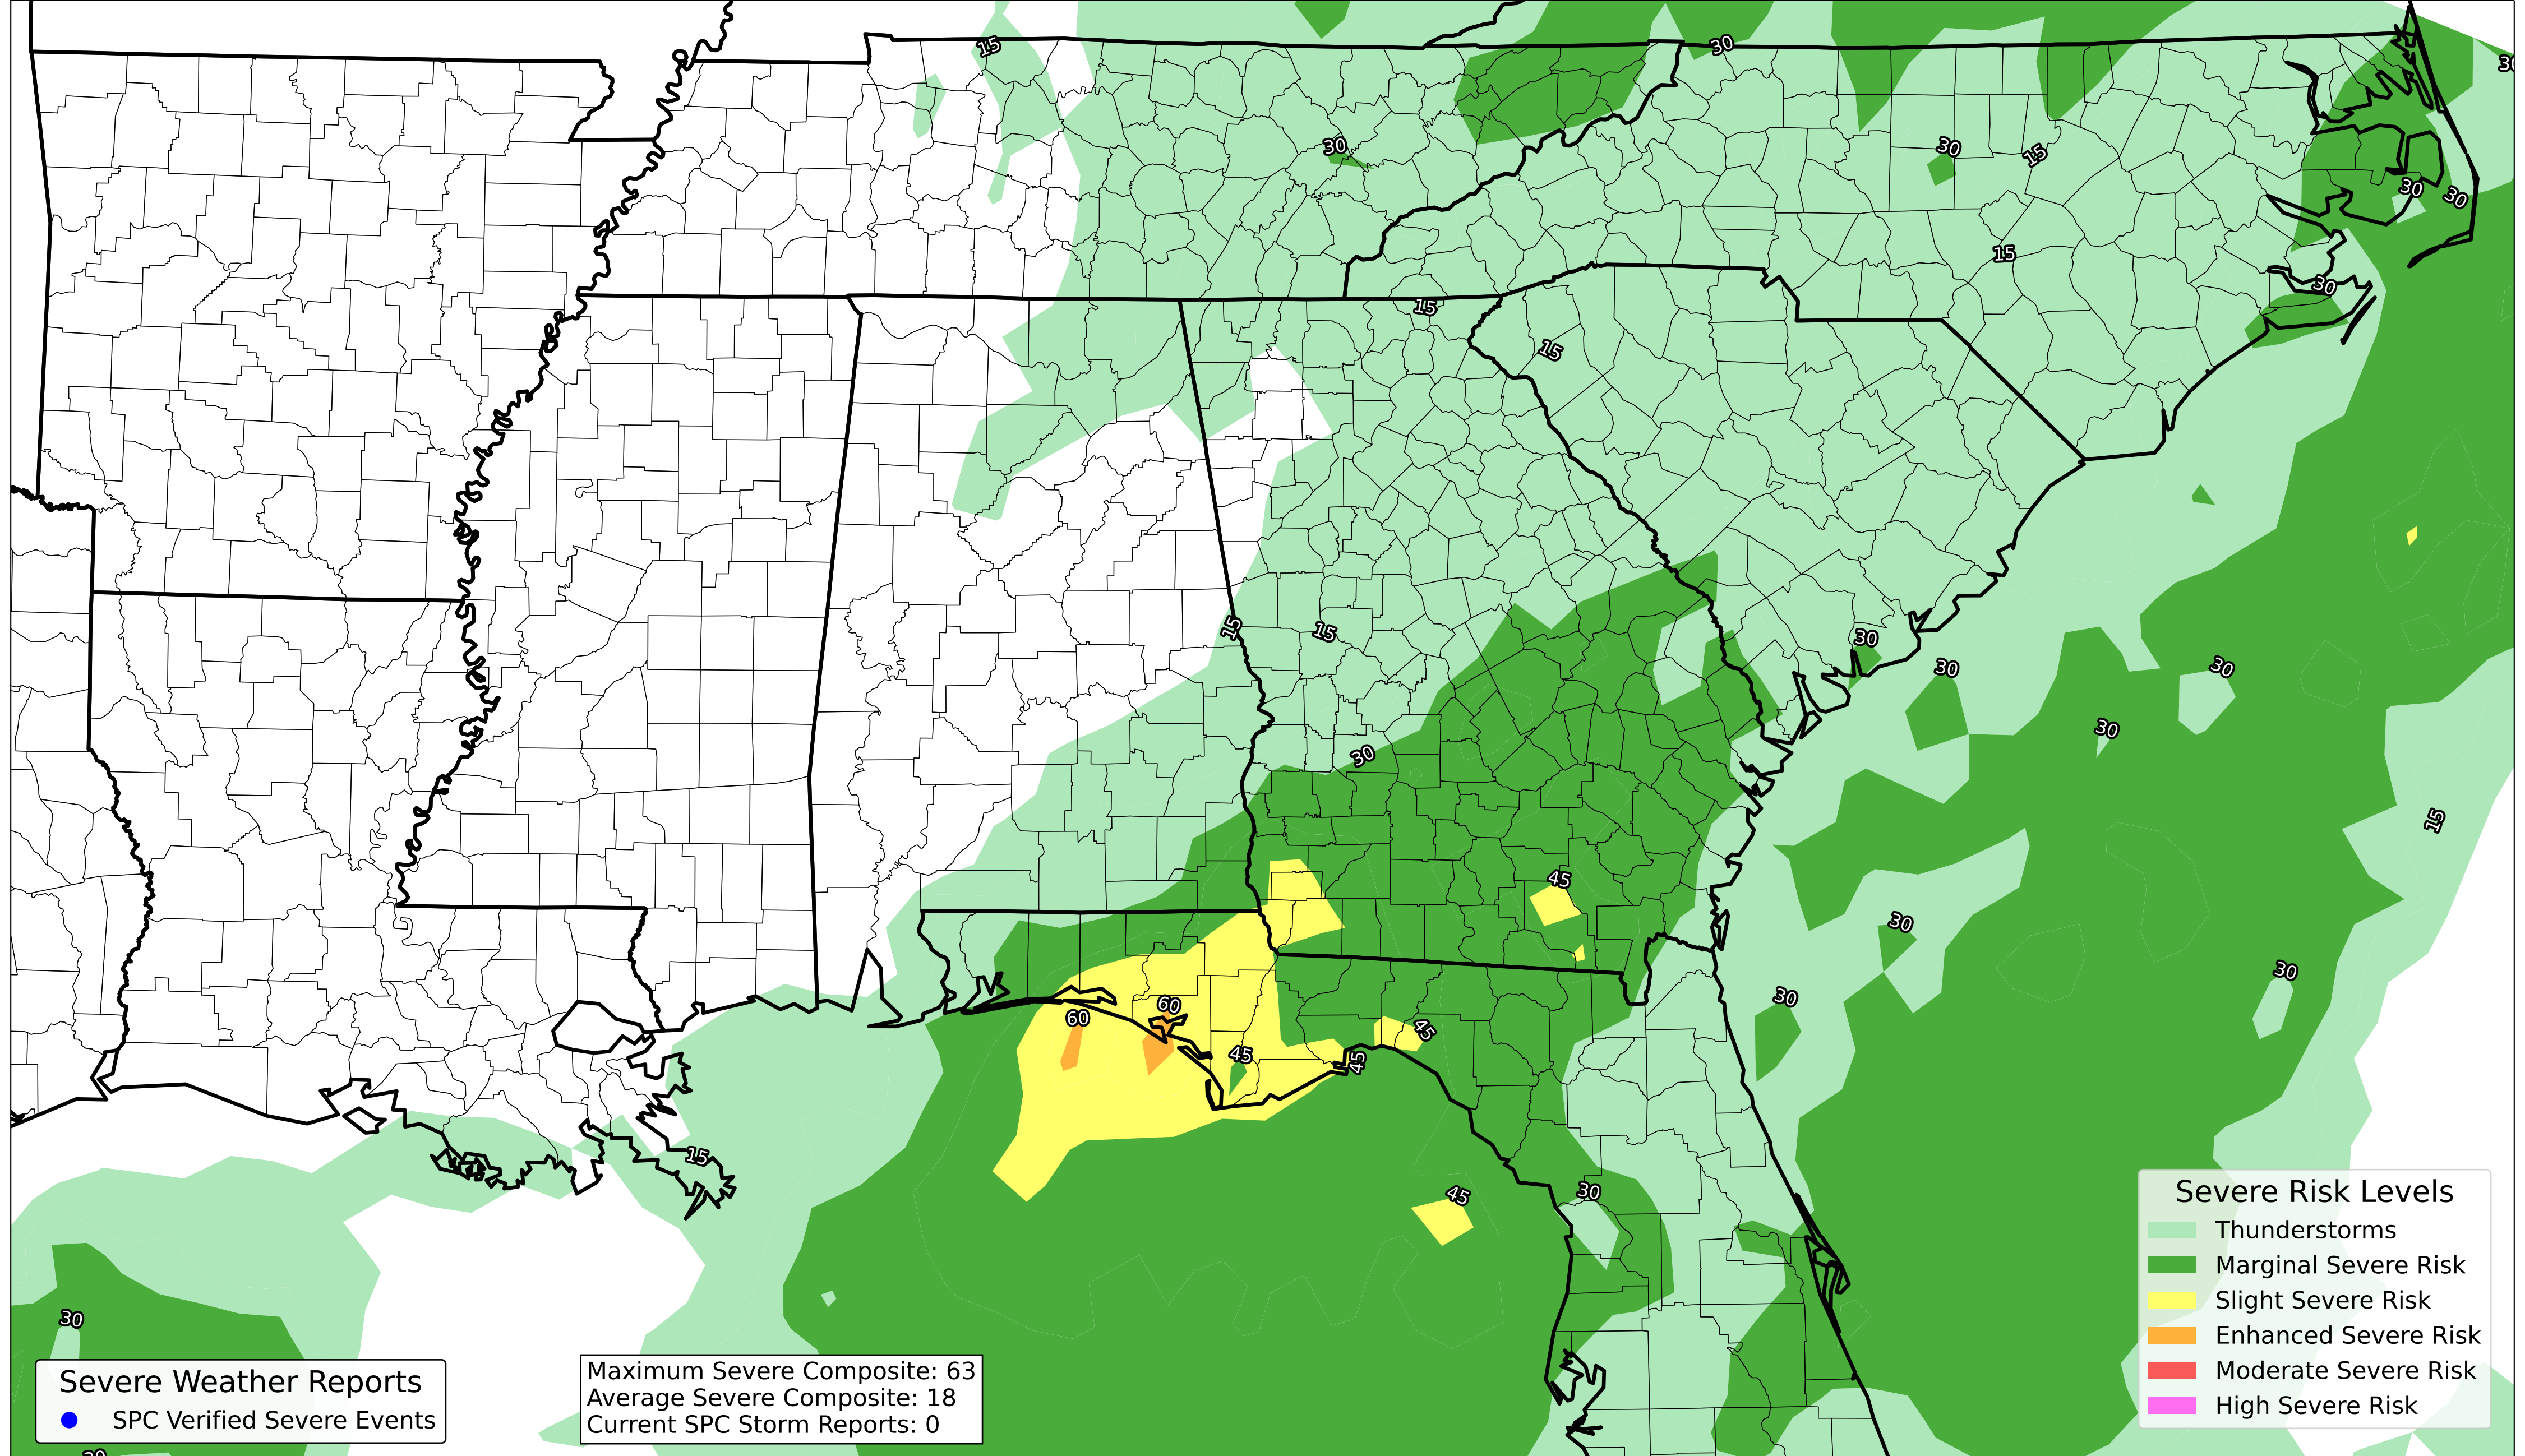 15
30
30
30
30
15
30
30
15
30
15
15
15
15
30
30
30
30
30
15
45
30
30
30
60
60
45
45
45
15
30
45
30
30
Severe Risk Levels
Thunderstorms
Marginal Severe Risk
Slight Severe Risk
Enhanced Severe Risk
Moderate Severe Risk
High Severe Risk
Severe Weather Reports
SPC Verified Severe Events
Maximum Severe Composite: 63
Average Severe Composite: 18
Current SPC Storm Reports: 0